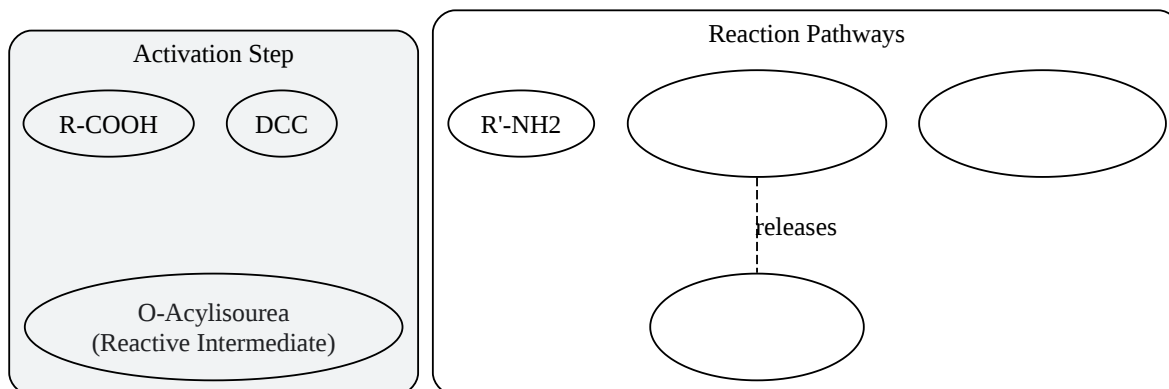 Activation Step
R-COOH
DCC
O-Acylisourea
(Reactive Intermediate)
Reaction Pathways
R'-NH2
releases